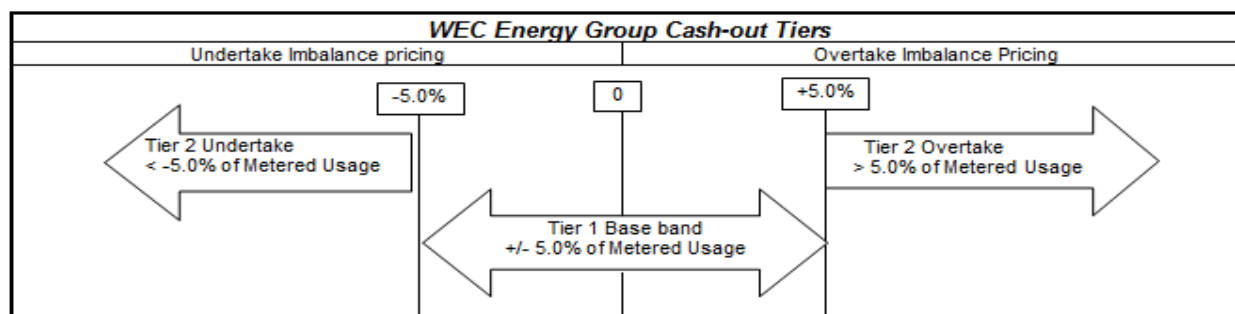 WEC Energy Group Cash-out Tiers
Undertake Imbalance pricing
Overtake Imbalance Pricing
-5.0%
0
+5.0%
Tier 2 Undertake
< -5.0% of Metered Usage
Tier 2 Overtake
> 5.0% of Metered Usage
Tier 1 Base band
+/- 5.0% of Metered Usage